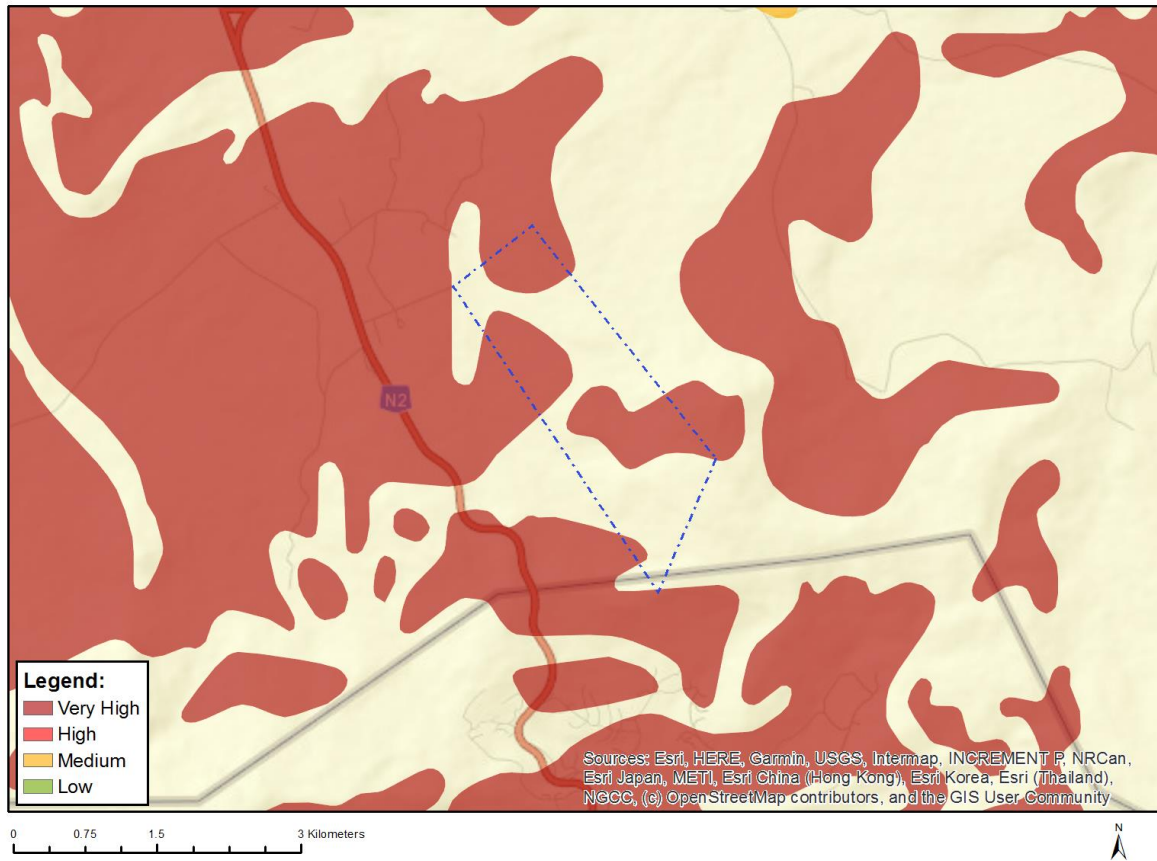 N2
Legend:
Very High
High
Medium
Low
Sources: Esri, HERE, Garmin, USGS, Intermap, INCREMENT P, NRCan,
Esri Japan, METI, Esri China (Hong Kong), Esri Korea, Esri (Thailand),
NGCC, (c) OpenStreetMap contributors, and the GIS User Community
0 0.75 1.5 3 Kilometers
N